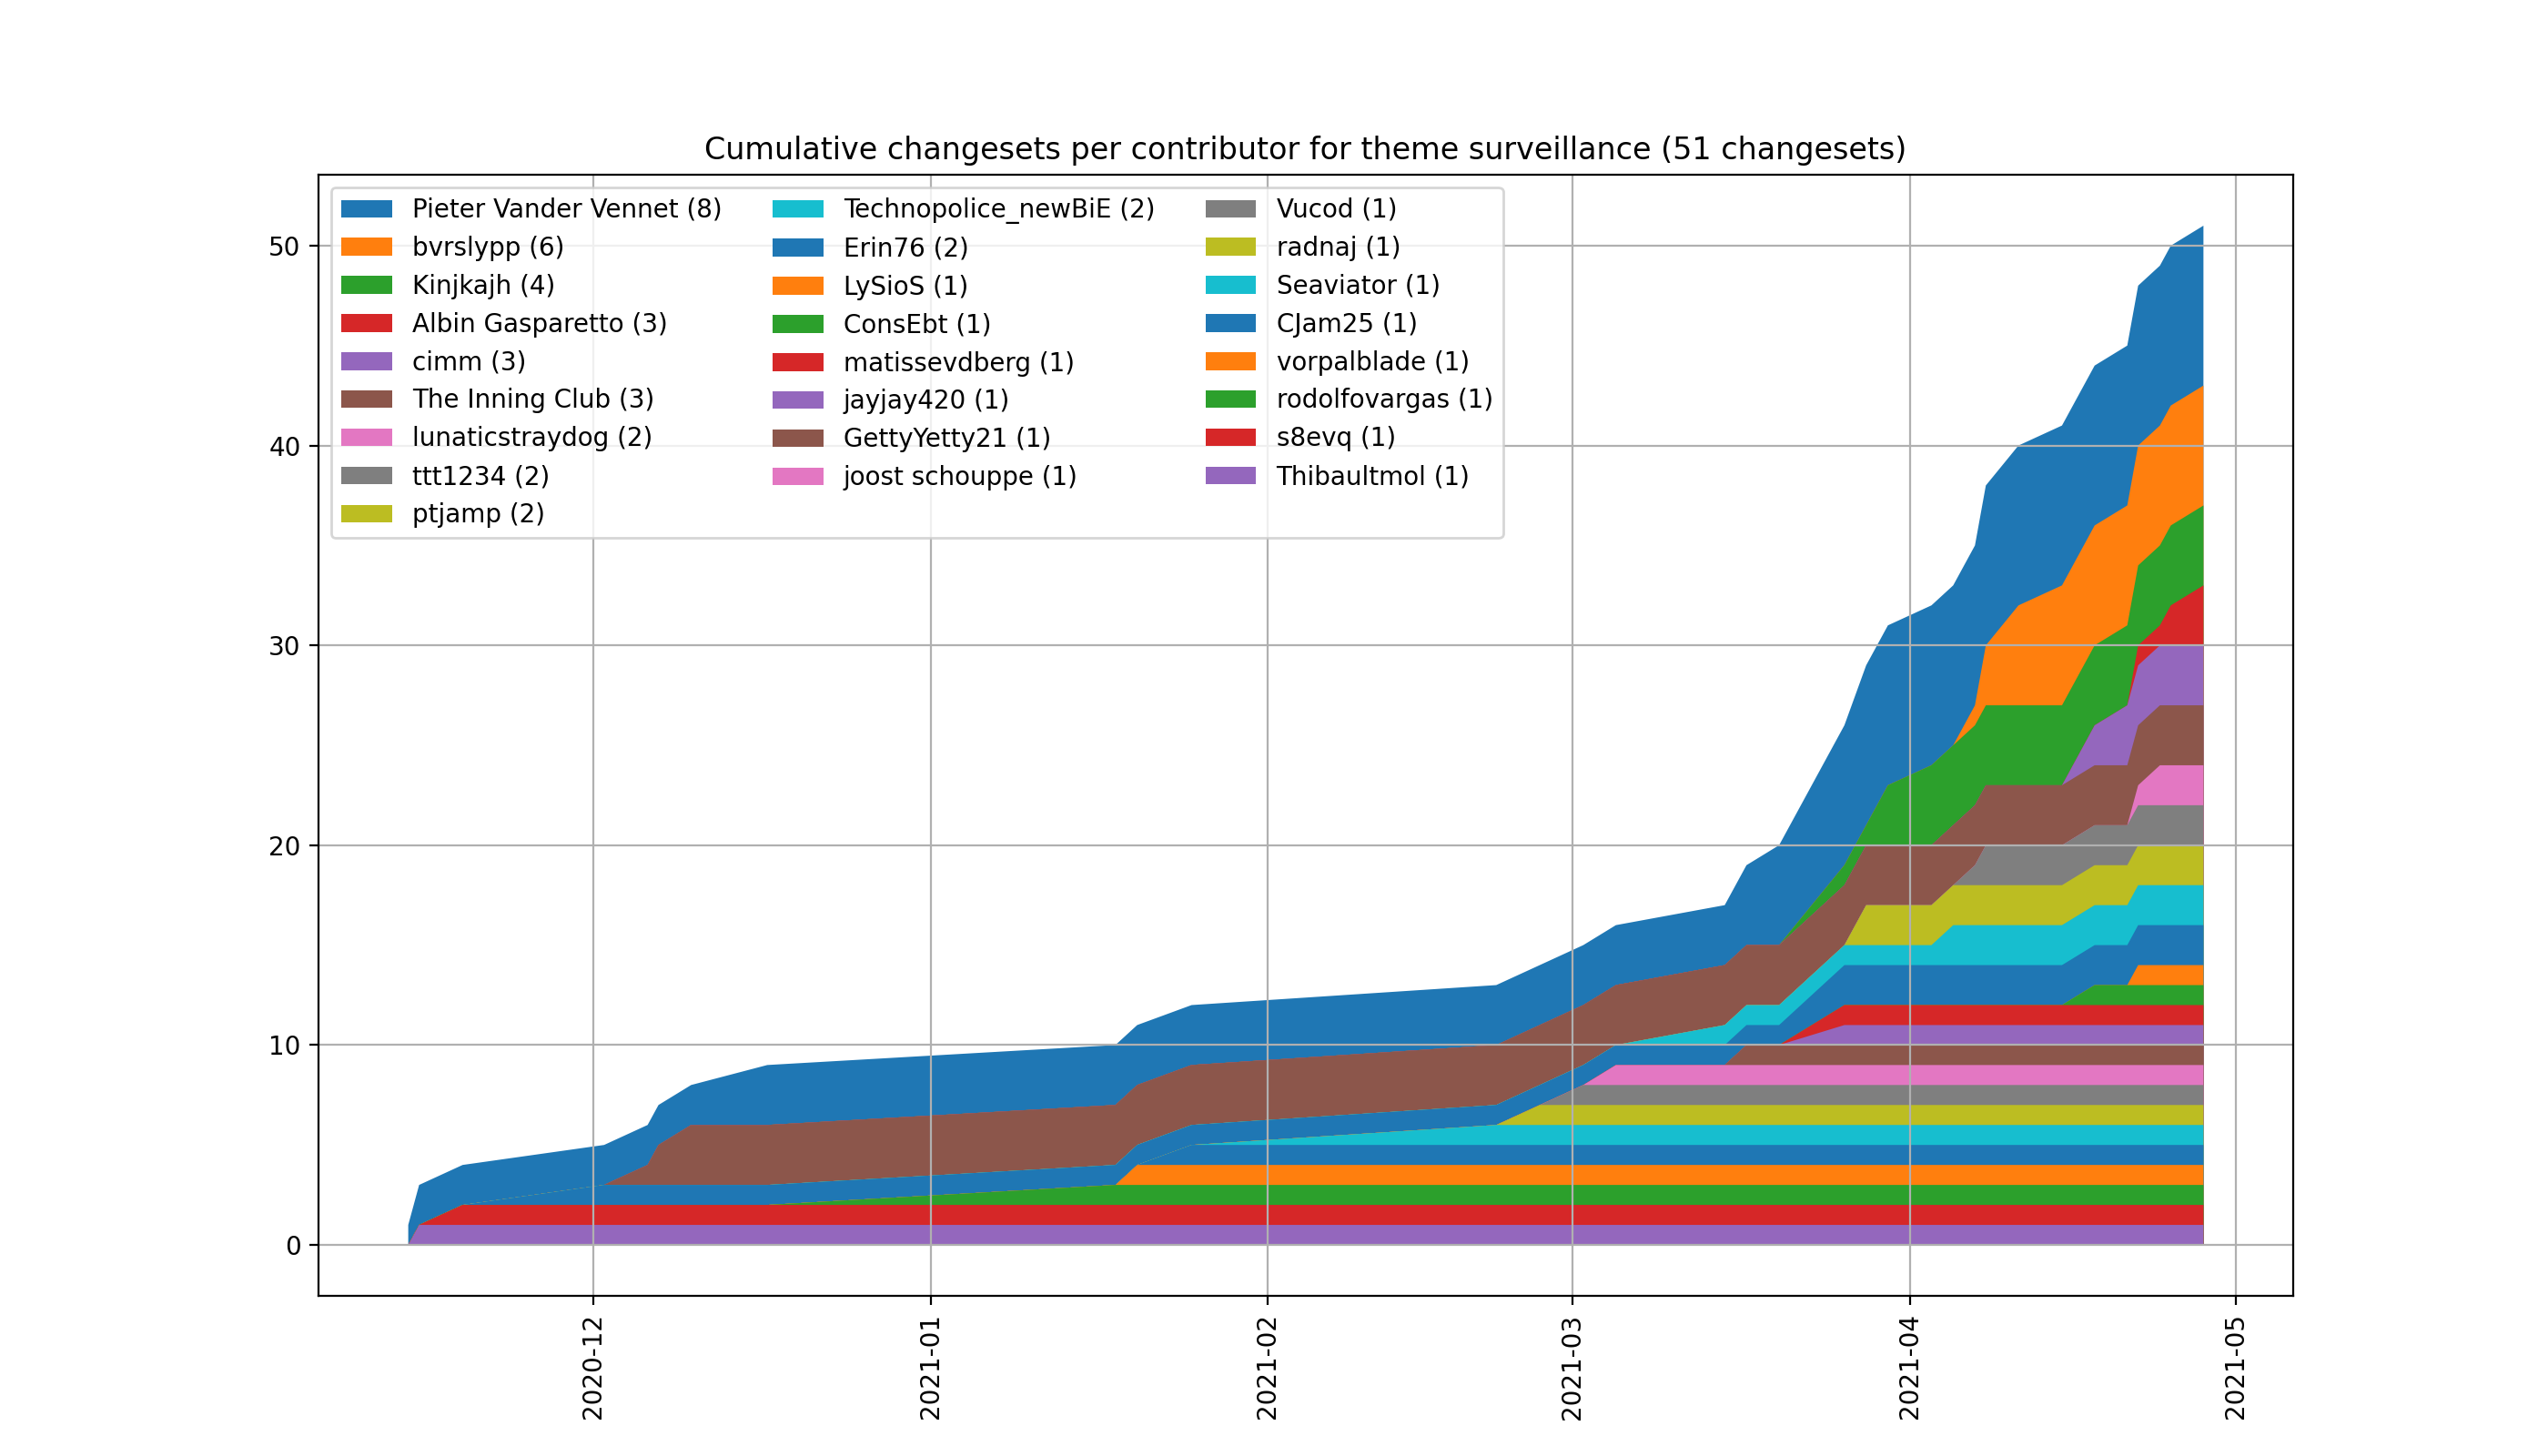 Cumulative changesets per contributor for theme surveillance (51 changesets)
Pieter Vander Vennet (8)
bvrslypp (6)
Kinjkajh (4)
Albin Gasparetto (3)
cimm (3)
The Inning Club (3)
lunaticstraydog (2)
ttt1234 (2)
ptjamp (2)
Technopolice_newBiE (2)
Erin76 (2)
LySioS (1)
ConsEbt (1)
matissevdberg (1)
jayjay420 (1)
GettyYetty21 (1)
joost schouppe (1)
Vucod (1)
radnaj (1)
Seaviator (1)
CJam25 (1)
vorpalblade (1)
rodolfovargas (1)
s8evq (1)
Thibaultmol (1)
50
40
30
20
10
0
2020-12
2021-01
2021-02
2021-03
2021-04
2021-05